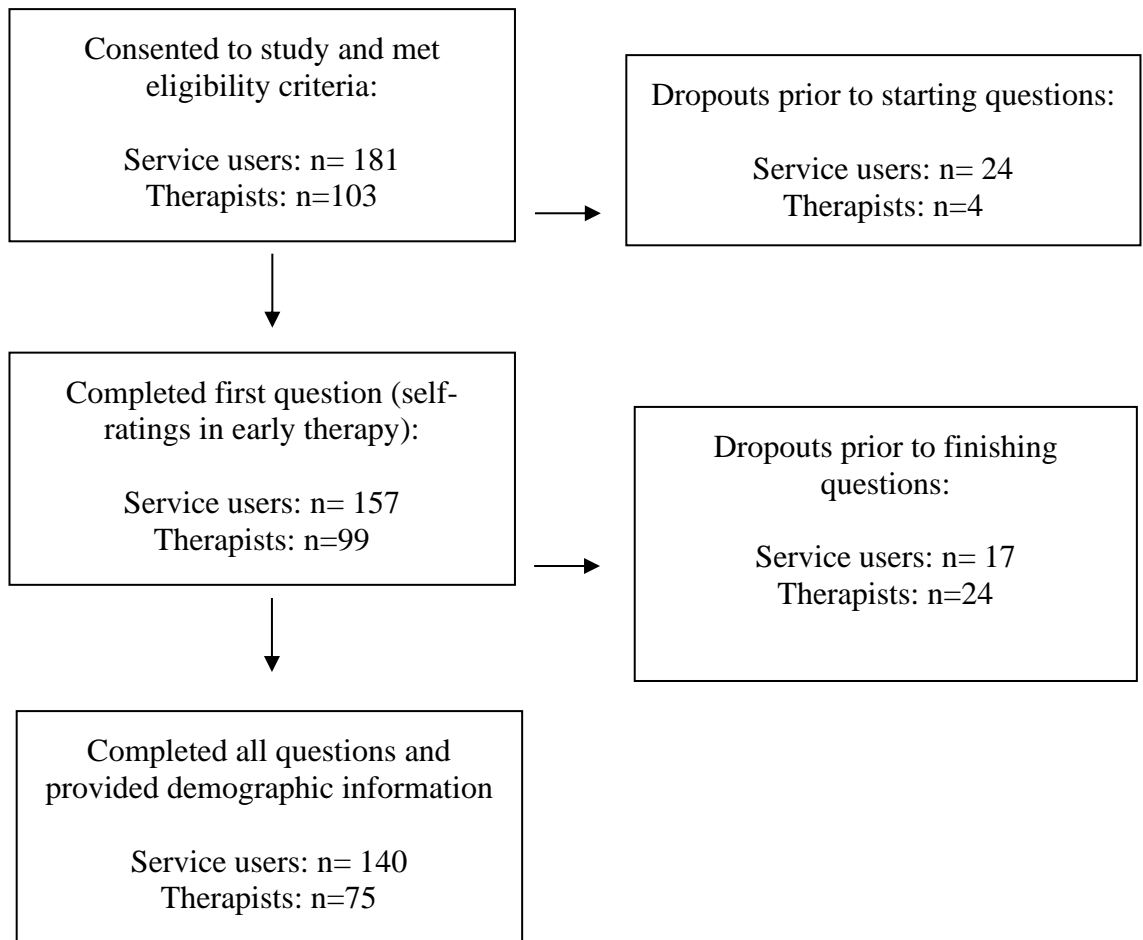 Consented to study and met
eligibility criteria:
Service users: n= 181
Therapists: n=103
Dropouts prior to starting questions:
Service users: n= 24
Therapists: n=4
Completed first question (self-
ratings in early therapy):
Service users: n= 157
Therapists: n=99
Dropouts prior to finishing
questions:
Service users: n= 17
Therapists: n=24
Completed all questions and
provided demographic information
Service users: n= 140
Therapists: n=75